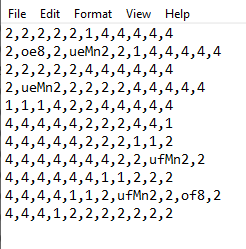 File Edit Format View Help
2,2,2,2,2,1,4,4,4,4,4
2,oe8,2,ueMn2,2,1,4,4,4,4,4
2,2,2,2,2,4,4,4,4,4,4
2,ueMn2,2,2,2,2,4,4,4,4,4
1,1,1,4,2,2,4,4,4,4,4
4,4,4,4,4,2,2,2,4,4,1
4,4,4,4,4,2,2,2,1,1,2
4,4,4,4,4,4,4,2,2,ufMn2,2
4,4,4,4,4,4,1,1,2,2,2
4,4,4,4,1,1,2,ufMn2,2,of8,2
4,4,4,1,2,2,2,2,2,2,2